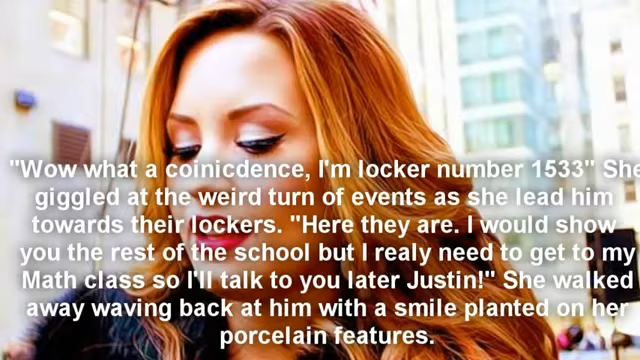 "Wow what a coinicdence, I'm locker number 1533" She
giggled at the weird turn of events as she lead him
towards their lockers. "Here they are. I would show
you the rest of the school but I realy need to get to my
Math class so I'll talk to you later Justin!" She walked
away waving back at him with a smile planted on her
porcelain features.